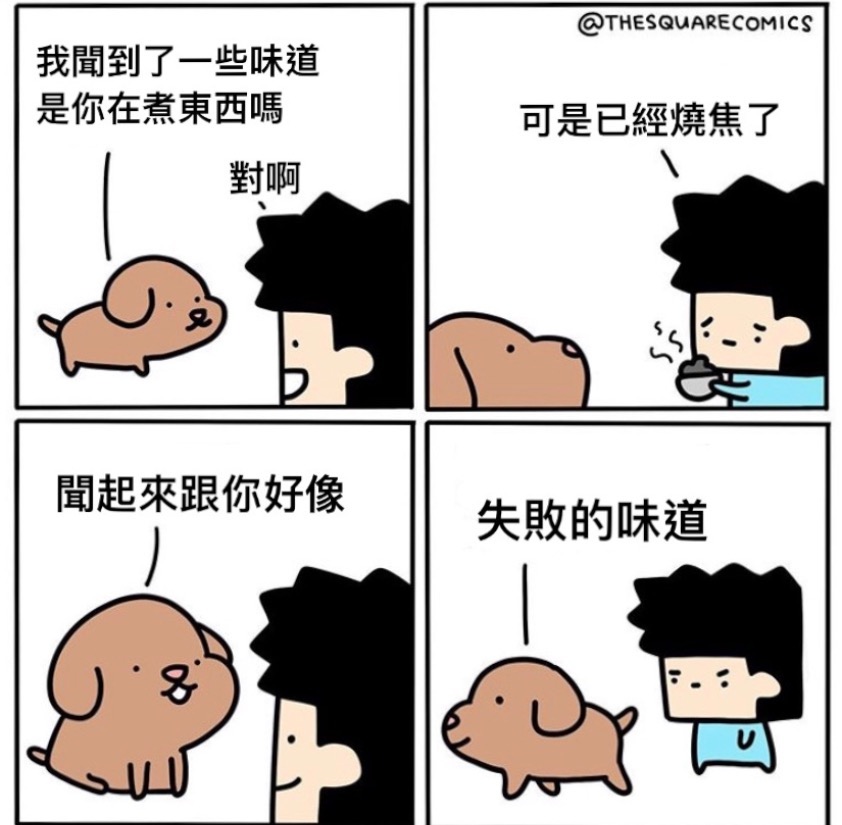 我聞到了一些味道
是你在煮東西嗎
對啊
@THESQUARECOMICS
可是已經燒焦了
聞起來跟你好像
失敗的味道